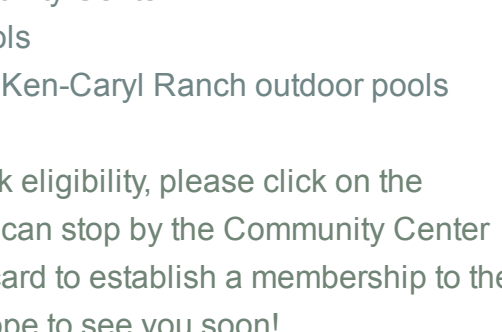 ols
Ken-Caryl Ranch outdoor pools
k eligibility, please click on the
can stop by the Community Center
ard to establish a membership to the
ope to see you soon!